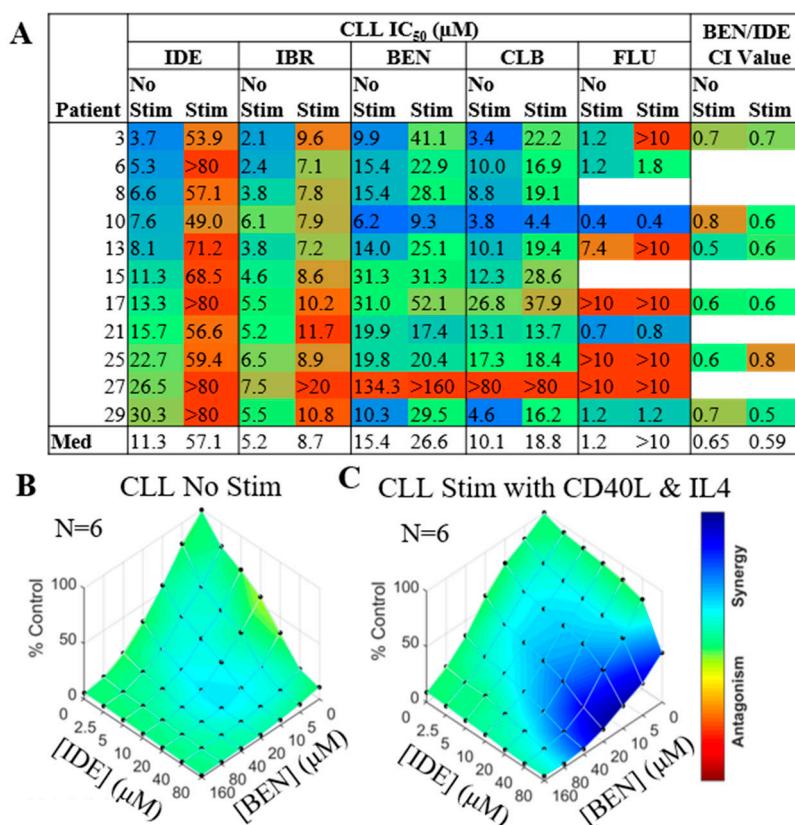 A
CLL IC50 (µM)
BEN/IDE
CI Value
IDE IBR BEN CLB FLU
Patient No Stim Stim No Stim Stim No Stim Stim No Stim Stim No Stim Stim No Stim Stim
3 3.7 53.9 2.1 9.6 9.9 41.1 3.4 22.2 1.2 >10 0.7 0.7
6 5.3 >80 2.4 7.1 15.4 22.9 10.0 16.9 1.2 1.8
8 6.6 57.1 3.8 7.8 15.4 28.1 8.8 19.1
10 7.6 49.0 6.1 7.9 6.2 9.3 3.8 4.4 0.4 0.4 0.8 0.6
13 8.1 71.2 3.8 7.2 14.0 25.1 10.1 19.4 7.4 >10 0.5 0.6
15 11.3 68.5 4.6 8.6 31.3 31.3 12.3 28.6
17 13.3 >80 5.5 10.2 31.0 52.1 26.8 37.9 >10 >10 0.6 0.6
21 15.7 56.6 5.2 11.7 19.9 17.4 13.1 13.7 0.7 0.8
25 22.7 59.4 6.5 8.9 19.8 20.4 17.3 18.4 >10 >10 0.6 0.8
27 26.5 >80 7.5 >20 134.3 >160 >80 >80 >10 >10
29 30.3 >80 5.5 10.8 10.3 29.5 4.6 16.2 1.2 1.2 0.7 0.5
Med 11.3 57.1 5.2 8.7 15.4 26.6 10.1 18.8 1.2 >10 0.65 0.59
B
CLL No Stim
N=6
% Control
100
50
0
0 2.5 5 10 20 40 80
[IDE] (µM)
160 80 40 20 10 5 0
[BEN] (µM)
C
CLL Stim with CD40L & IL4
N=6
% Control
100
50
0
0 2.5 5 10 20 40 80
[IDE] (µM)
160 80 40 20 10 5 0
[BEN] (µM)
Synergy
Antagonism